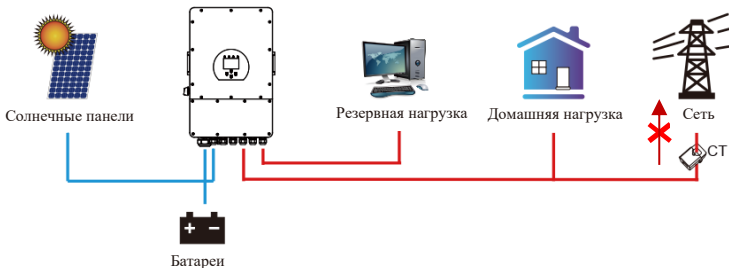 Солнечные панели
Резервная нагрузка
Домашняя нагрузка
Сеть
CT
Батареи